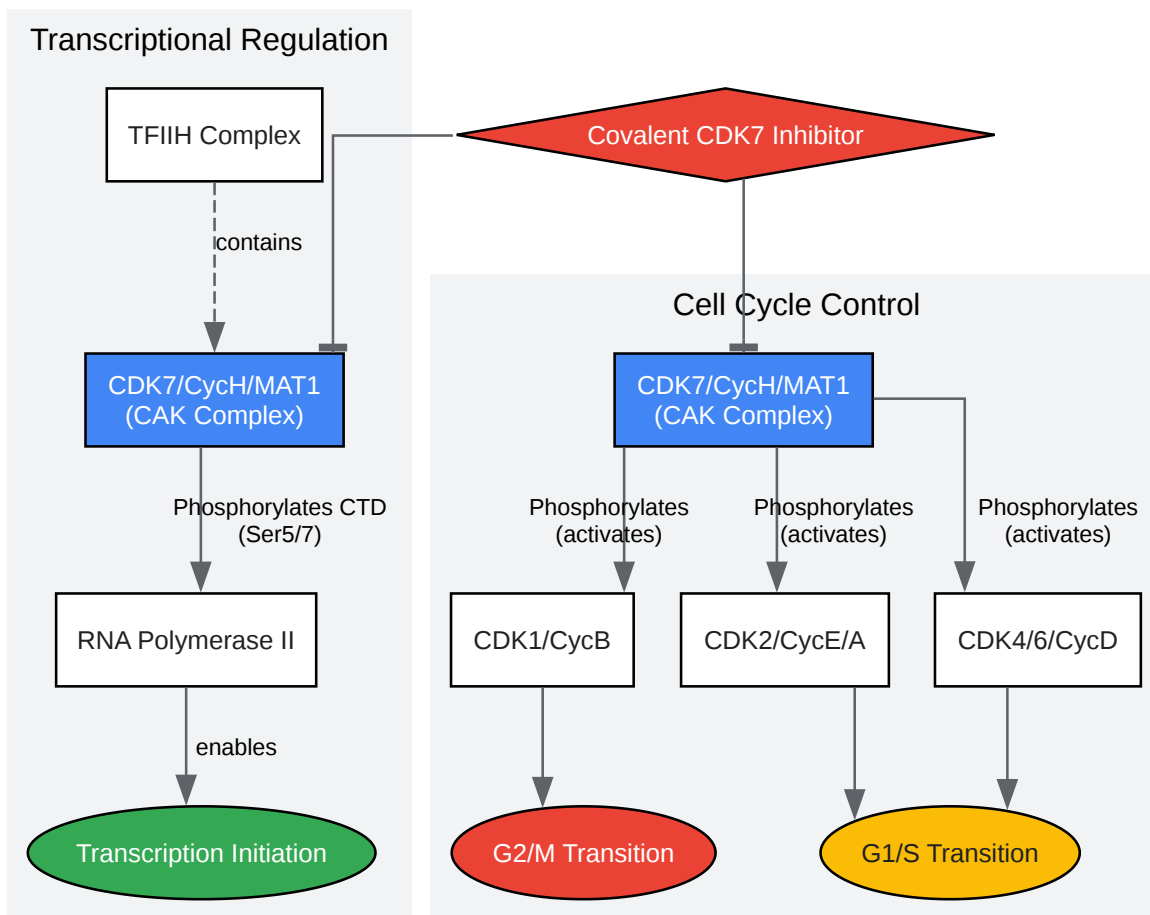 Transcriptional Regulation
TFIIH Complex
Covalent CDK7 Inhibitor
contains
Cell Cycle Control
CDK7/CycH/MAT1
(CAK Complex)
CDK7/CycH/MAT1
(CAK Complex)
Phosphorylates CTD
(Ser5/7)
Phosphorylates
(activates)
Phosphorylates
(activates)
Phosphorylates
(activates)
RNA Polymerase II
CDK1/CycB
CDK2/CycE/A
CDK4/6/CycD
enables
Transcription Initiation
G2/M Transition
G1/S Transition